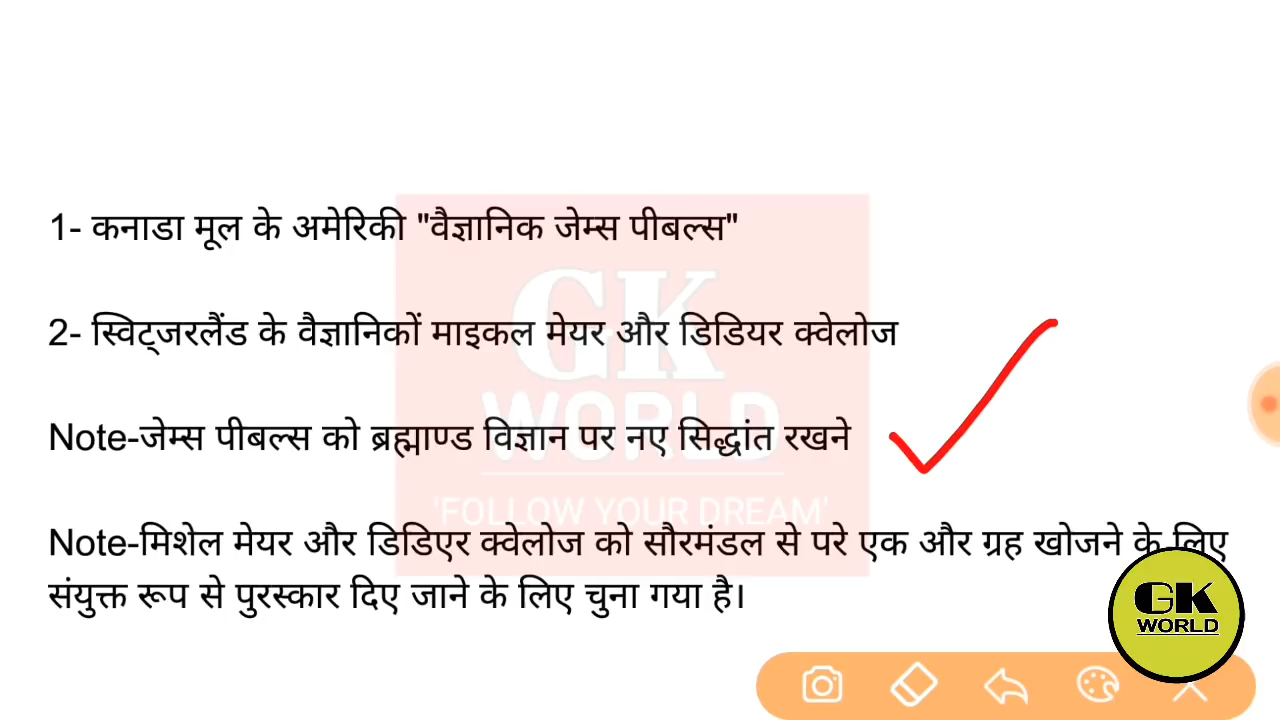 1- कनाडा मूल के अमेरिकी "वैज्ञानिक जेम्स पीबल्स"
2- स्विट्जरलैंड के वैज्ञानिकों माइकल मेयर और डिडियर क्वेलोज
Note-जेम्स पीबल्स को ब्रह्माण्ड विज्ञान पर नए सिद्धांत रखने
Note-मिशेल मेयर और डिडिएर क्वेलोज को सौरमंडल से परे एक और ग्रह खोजने के लिए
संयुक्त रूप से पुरस्कार दिए जाने के लिए चुना गया है।
GK
WORLD
'FOLLOW YOUR DREAM'
GK
WORLD